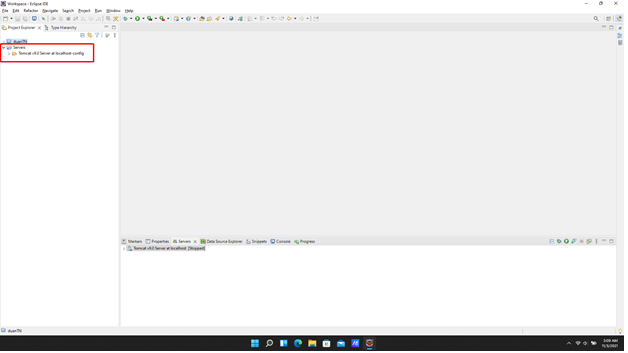 Workspace - Eclipse IDE
File Edit Refactor Navigate Search Project Run Window Help
Project Explorer Type Hierarchy
duanTN
Servers
Tomcat v9.0 Server at localhost-config
Markers Properties Servers Data Source Explorer Snippets Console Progress
Tomcat v9.0 Server at localhost [Stopped]
duanTN
3:09 AM
11/3/2021